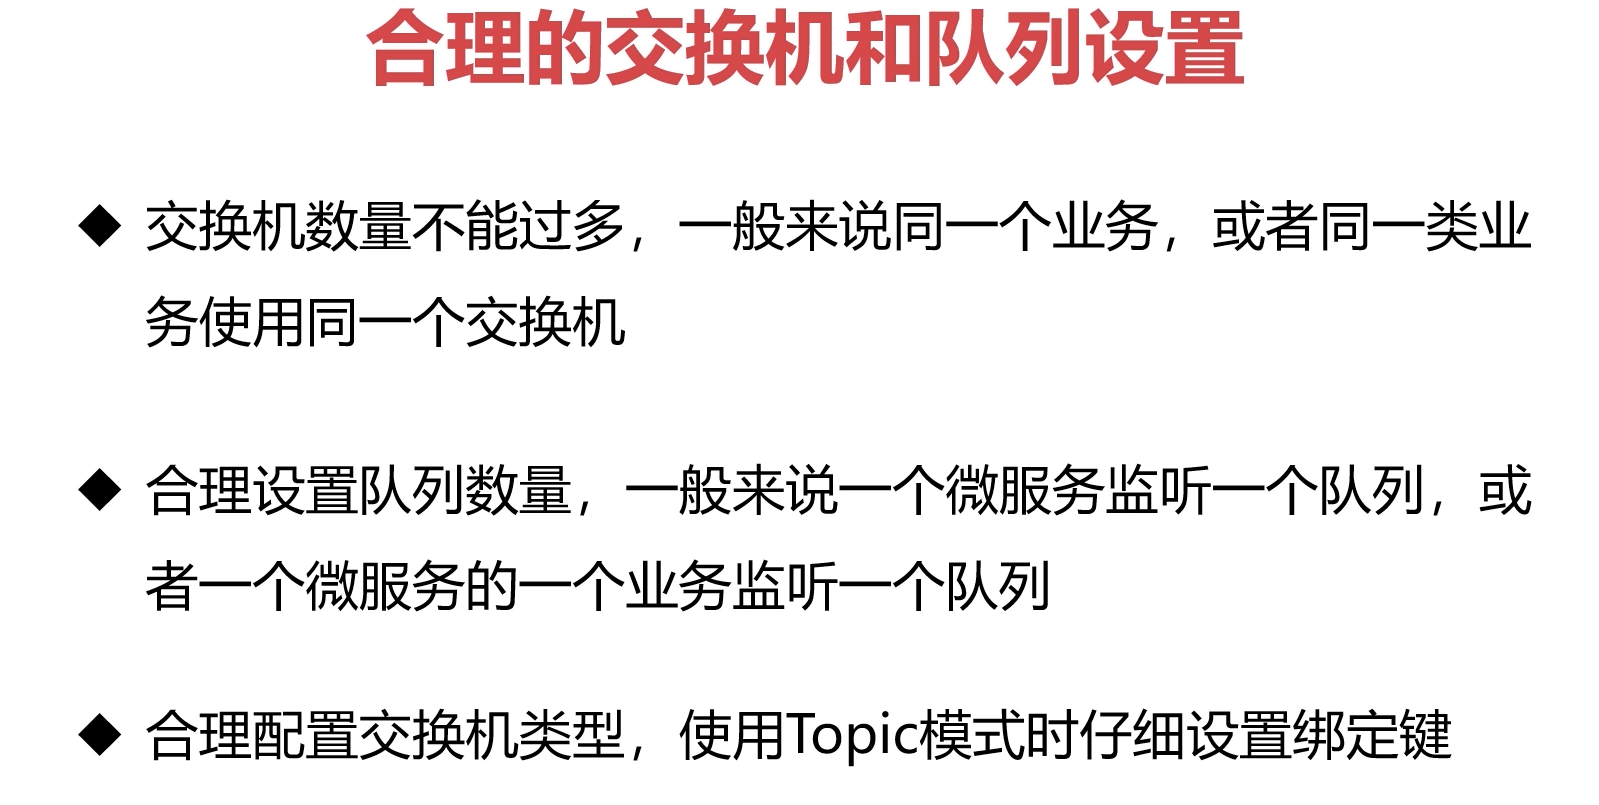 合理的交换机和队列设置
◆ 交换机数量不能过多，一般来说同一个业务，或者同一类业
务使用同一个交换机
◆ 合理设置队列数量，一般来说一个微服务监听一个队列，或
者一个微服务的一个业务监听一个队列
◆ 合理配置交换机类型，使用Topic模式时仔细设置绑定键